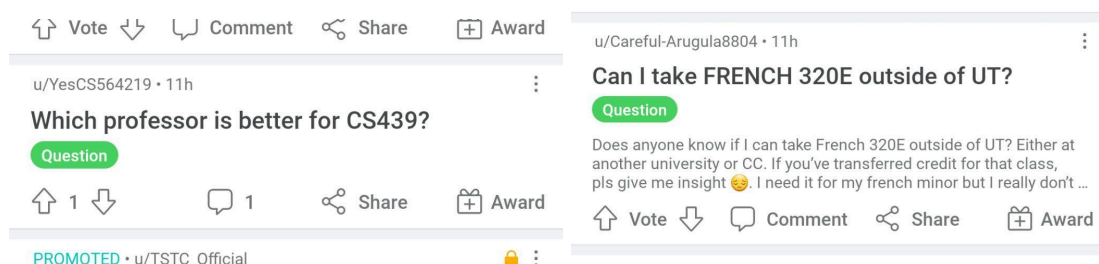 Vote Comment Share Award
u/YesCS564219 • 11h
Which professor is better for CS439?
Question
1 1 Share Award
PROMOTED • u/TSTC_Official
u/Careful-Arugula8804 • 11h
Can I take FRENCH 320E outside of UT?
Question
Does anyone know if I can take French 320E outside of UT? Either at
another university or CC. If you've transferred credit for that class,
pls give me insight 😔. I need it for my french minor but I really don't ...
Vote Comment Share Award